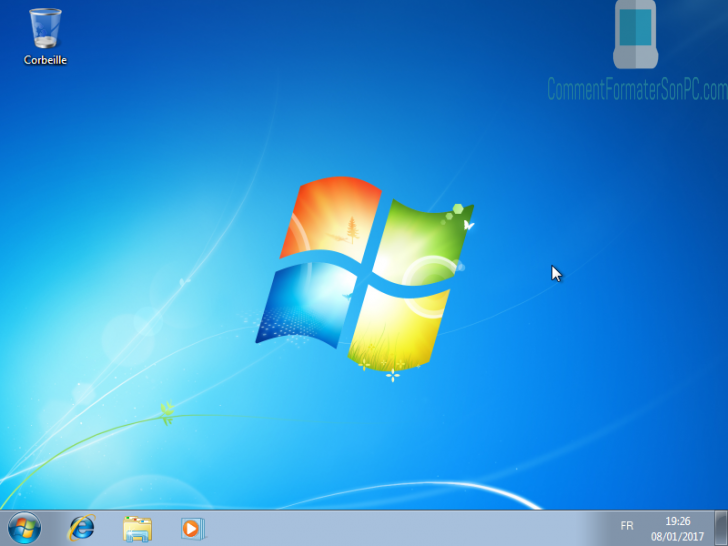 Corbeille
CommentFormaterSonPC.com
FR
19:26
08/01/2017